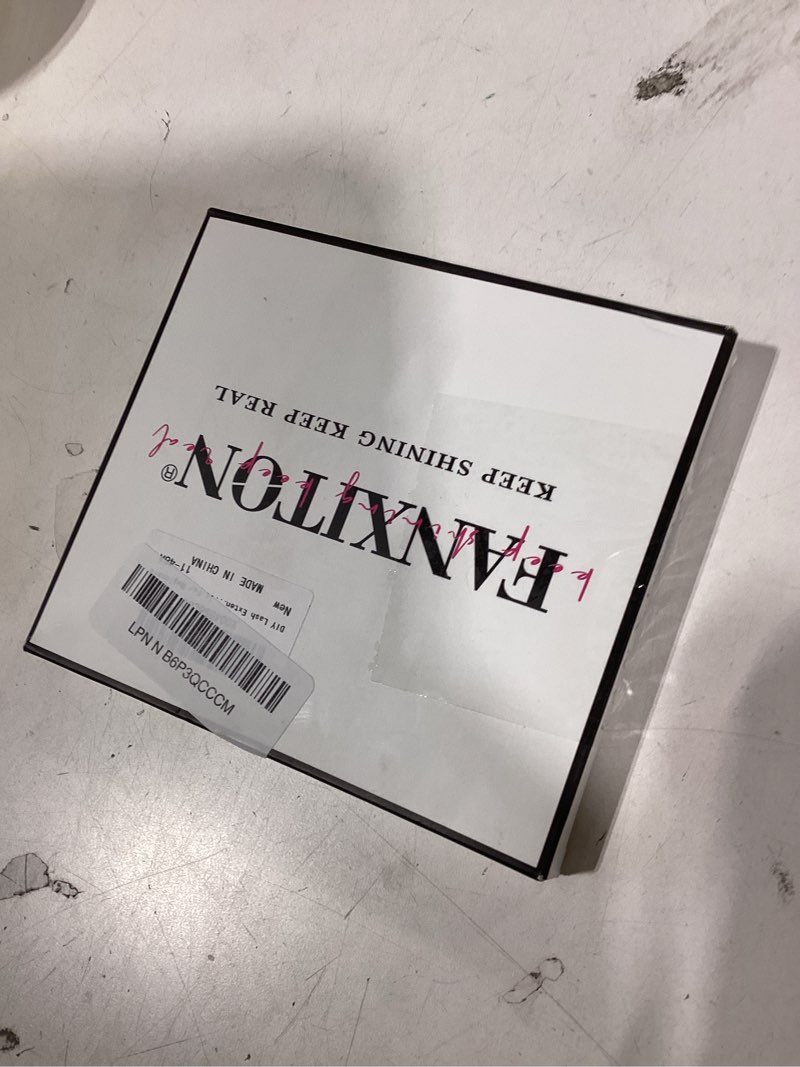 FANXITON®
keep shining keep real
KEEP SHINING KEEP REAL
DIY Lash
New
MADE IN CHINA
LPN N B6P3QCCCM